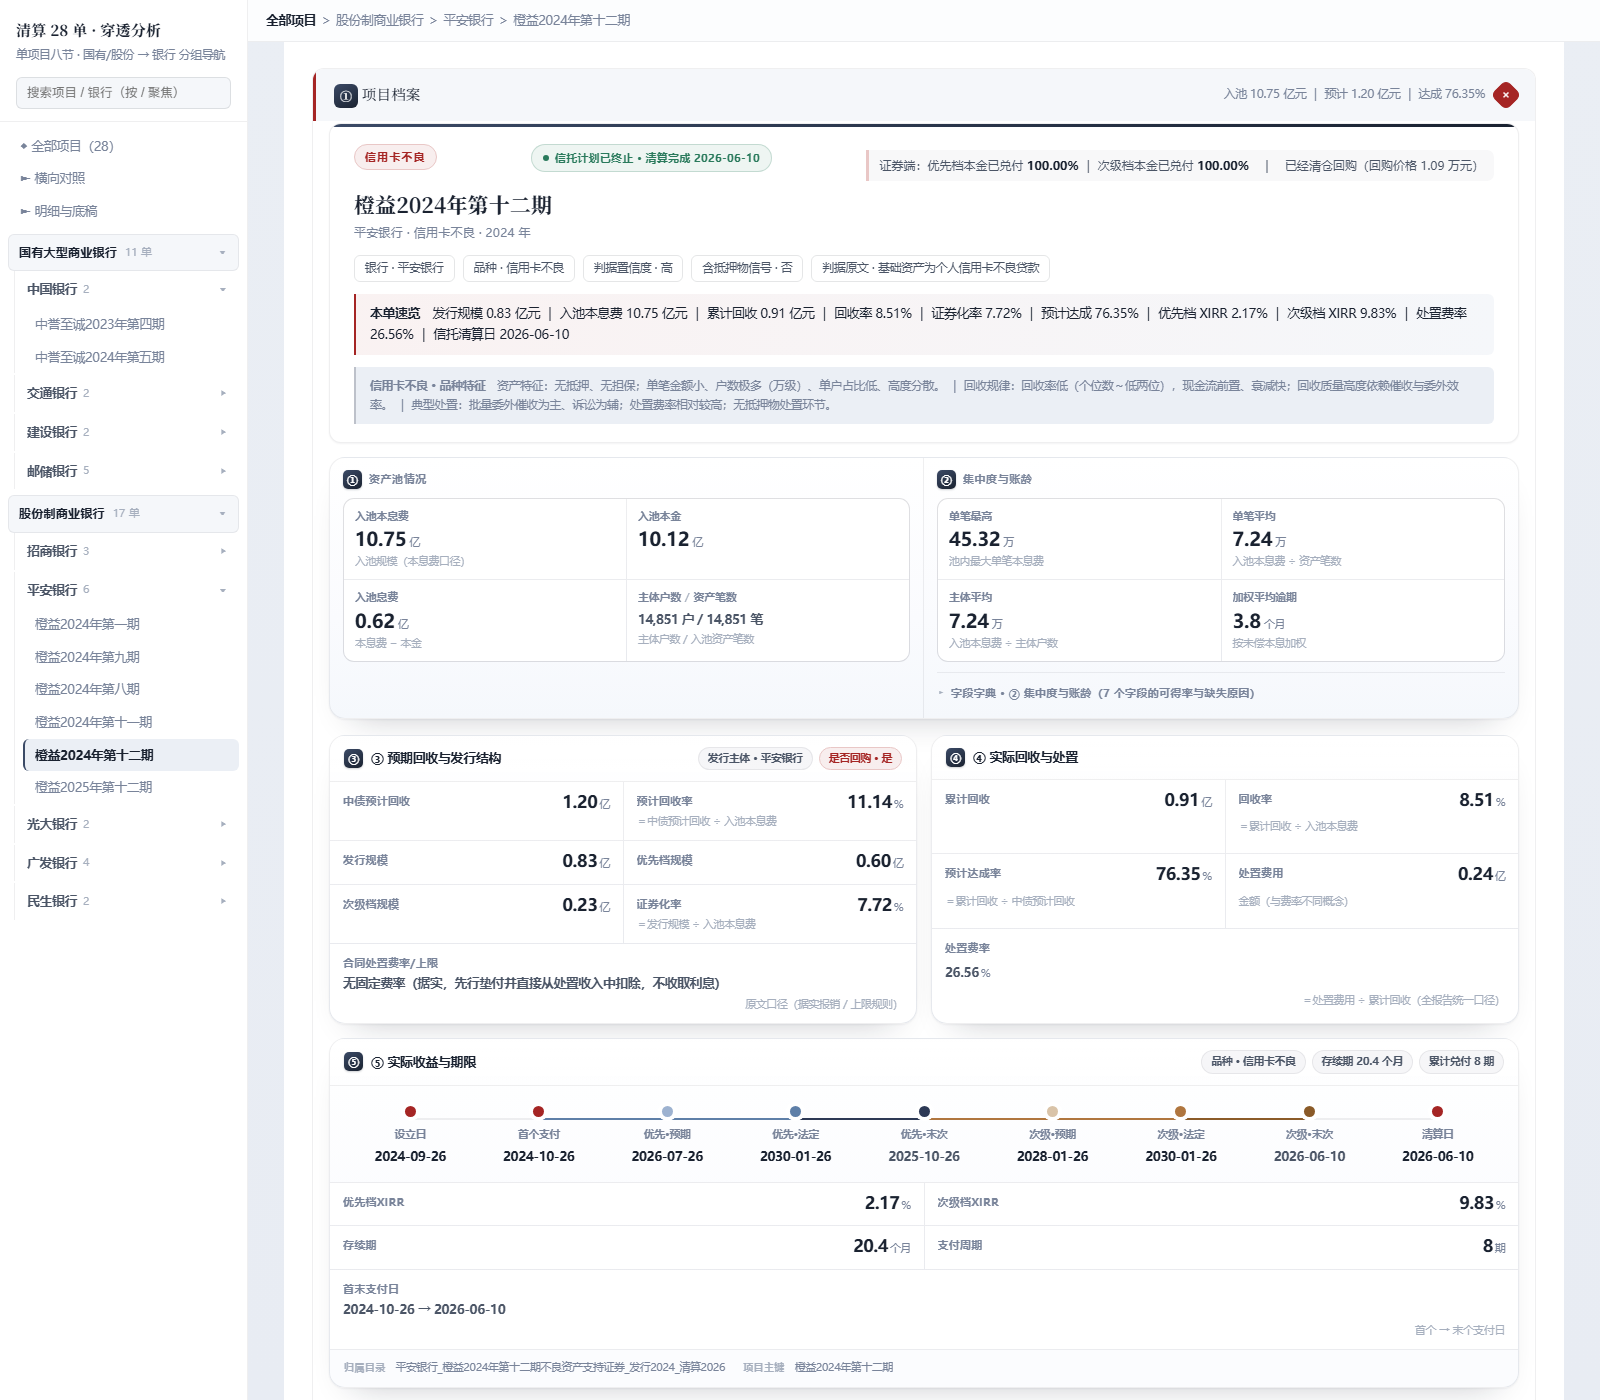 清算 28 单 · 穿透分析
单项目八节 · 国有/股份 → 银行 分组导航
搜索项目 / 银行（按 / 聚焦）
全部项目（28）
横向对照
明细与底稿
国有大型商业银行 11 单
中国银行 2
中誉至诚2023年第四期
中誉至诚2024年第五期
交通银行 2
建设银行 2
邮储银行 5
股份制商业银行 17 单
招商银行 3
平安银行 6
橙益2024年第一期
橙益2024年第九期
橙益2024年第八期
橙益2024年第十一期
橙益2024年第十二期
橙益2025年第十二期
光大银行 2
广发银行 4
民生银行 2
全部项目 > 股份制商业银行 > 平安银行 > 橙益2024年第十二期
① 项目档案
入池 10.75 亿元 | 预计 1.20 亿元 | 达成 76.35%
信用卡不良
信托计划已终止 • 清算完成 2026-06-10
证券端：优先档本金已兑付 100.00% | 次级档本金已兑付 100.00% | 已经清仓回购（回购价格 1.09 万元）
橙益2024年第十二期
平安银行 · 信用卡不良 · 2024 年
银行 · 平安银行
品种 · 信用卡不良
判据置信度 · 高
含抵押物信号 · 否
判据原文 · 基础资产为个人信用卡不良贷款
本单速览 发行规模 0.83 亿元 | 入池本息费 10.75 亿元 | 累计回收 0.91 亿元 | 回收率 8.51% | 证券化率 7.72% | 预计达成 76.35% | 优先档 XIRR 2.17% | 次级档 XIRR 9.83% | 处置费率
26.56% | 信托清算日 2026-06-10
信用卡不良 • 品种特征 资产特征：无抵押、无担保；单笔金额小、户数极多（万级）、单户占比低、高度分散。 | 回收规律：回收率低（个位数～低两位），现金流前置、衰减快；回收质量高度依赖催收与委外效
率。 | 典型处置：批量委外催收为主、诉讼为辅；处置费率相对较高；无抵押物处置环节。
① 资产池情况
入池本息费
10.75 亿
入池规模（本息费口径）
入池本金
10.12 亿
入池息费
0.62 亿
本息费 − 本金
主体户数 / 资产笔数
14,851 户 / 14,851 笔
主体户数 / 入池资产笔数
② 集中度与账龄
单笔最高
45.32 万
池内最大单笔本息费
单笔平均
7.24 万
入池本息费 ÷ 资产笔数
主体平均
7.24 万
入池本息费 ÷ 主体户数
加权平均逾期
3.8 个月
按未偿本息加权
字段字典 • ② 集中度与账龄（7 个字段的可得率与缺失原因）
③ ③ 预期回收与发行结构
发行主体 • 平安银行
是否回购 • 是
中债预计回收 1.20 亿
预计回收率 11.14 %
＝中债预计回收 ÷ 入池本息费
发行规模 0.83 亿
优先档规模 0.60 亿
次级档规模 0.23 亿
证券化率 7.72 %
＝发行规模 ÷ 入池本息费
合同处置费率/上限
无固定费率（据实，先行垫付并直接从处置收入中扣除，不收取利息）
原文口径（据实报销 / 上限规则）
④ ④ 实际回收与处置
累计回收 0.91 亿
回收率 8.51 %
＝累计回收 ÷ 入池本息费
预计达成率 76.35 %
＝累计回收 ÷ 中债预计回收
处置费用 0.24 亿
金额（与费率不同概念）
处置费率
26.56 %
＝处置费用 ÷ 累计回收（全报告统一口径）
⑤ ⑤ 实际收益与期限
品种 • 信用卡不良
存续期 20.4 个月
累计兑付 8 期
设立日
2024-09-26
首个支付
2024-10-26
优先•预期
2026-07-26
优先•法定
2030-01-26
优先•末次
2025-10-26
次级•预期
2028-01-26
次级•法定
2030-01-26
次级•末次
2026-06-10
清算日
2026-06-10
优先档XIRR 2.17 %
次级档XIRR 9.83 %
存续期 20.4 个月
支付周期 8 期
首末支付日
2024-10-26 → 2026-06-10
首个 → 末个支付日
归属目录 平安银行_橙益2024年第十二期不良资产支持证券_发行2024_清算2026 项目主键 橙益2024年第十二期